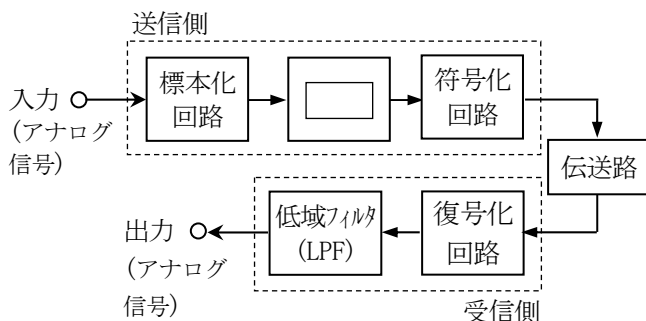 送信側
入力
(アナログ
信号)
標本化
回路
符号化
回路
伝送路
低域フィルタ
(LPF)
復号化
回路
出力
(アナログ
信号)
受信側